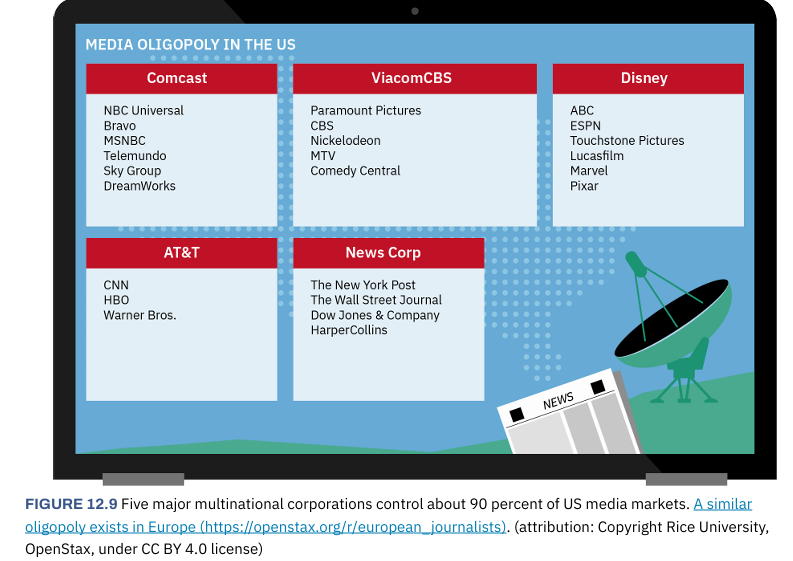 MEDIA OLIGOPOLY IN THE US
Comcast
NBC Universal
Bravo
MSNBC
Telemundo
Sky Group
DreamWorks
ViacomCBS
Paramount Pictures
CBS
Nickelodeon
MTV
Comedy Central
Disney
ABC
ESPN
Touchstone Pictures
Lucasfilm
Marvel
Pixar
AT&T
CNN
HBO
Warner Bros.
News Corp
The New York Post
The Wall Street Journal
Dow Jones & Company
HarperCollins
NEWS
FIGURE 12.9 Five major multinational corporations control about 90 percent of US media markets. A similar
oligopoly exists in Europe (https://openstax.org/r/european_journalists). (attribution: Copyright Rice University,
OpenStax, under CC BY 4.0 license)